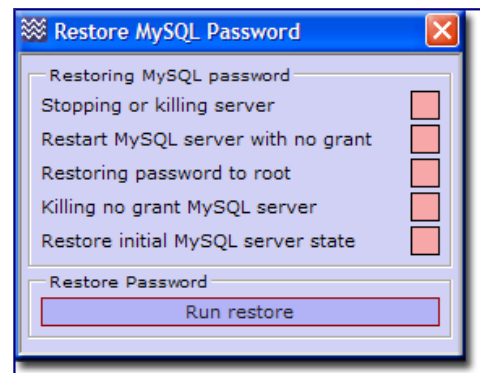 Restore MySQL Password
Restoring MySQL password
Stopping or killing server
Restart MySQL server with no grant
Restoring password to root
Killing no grant MySQL server
Restore initial MySQL server state
Restore Password
Run restore